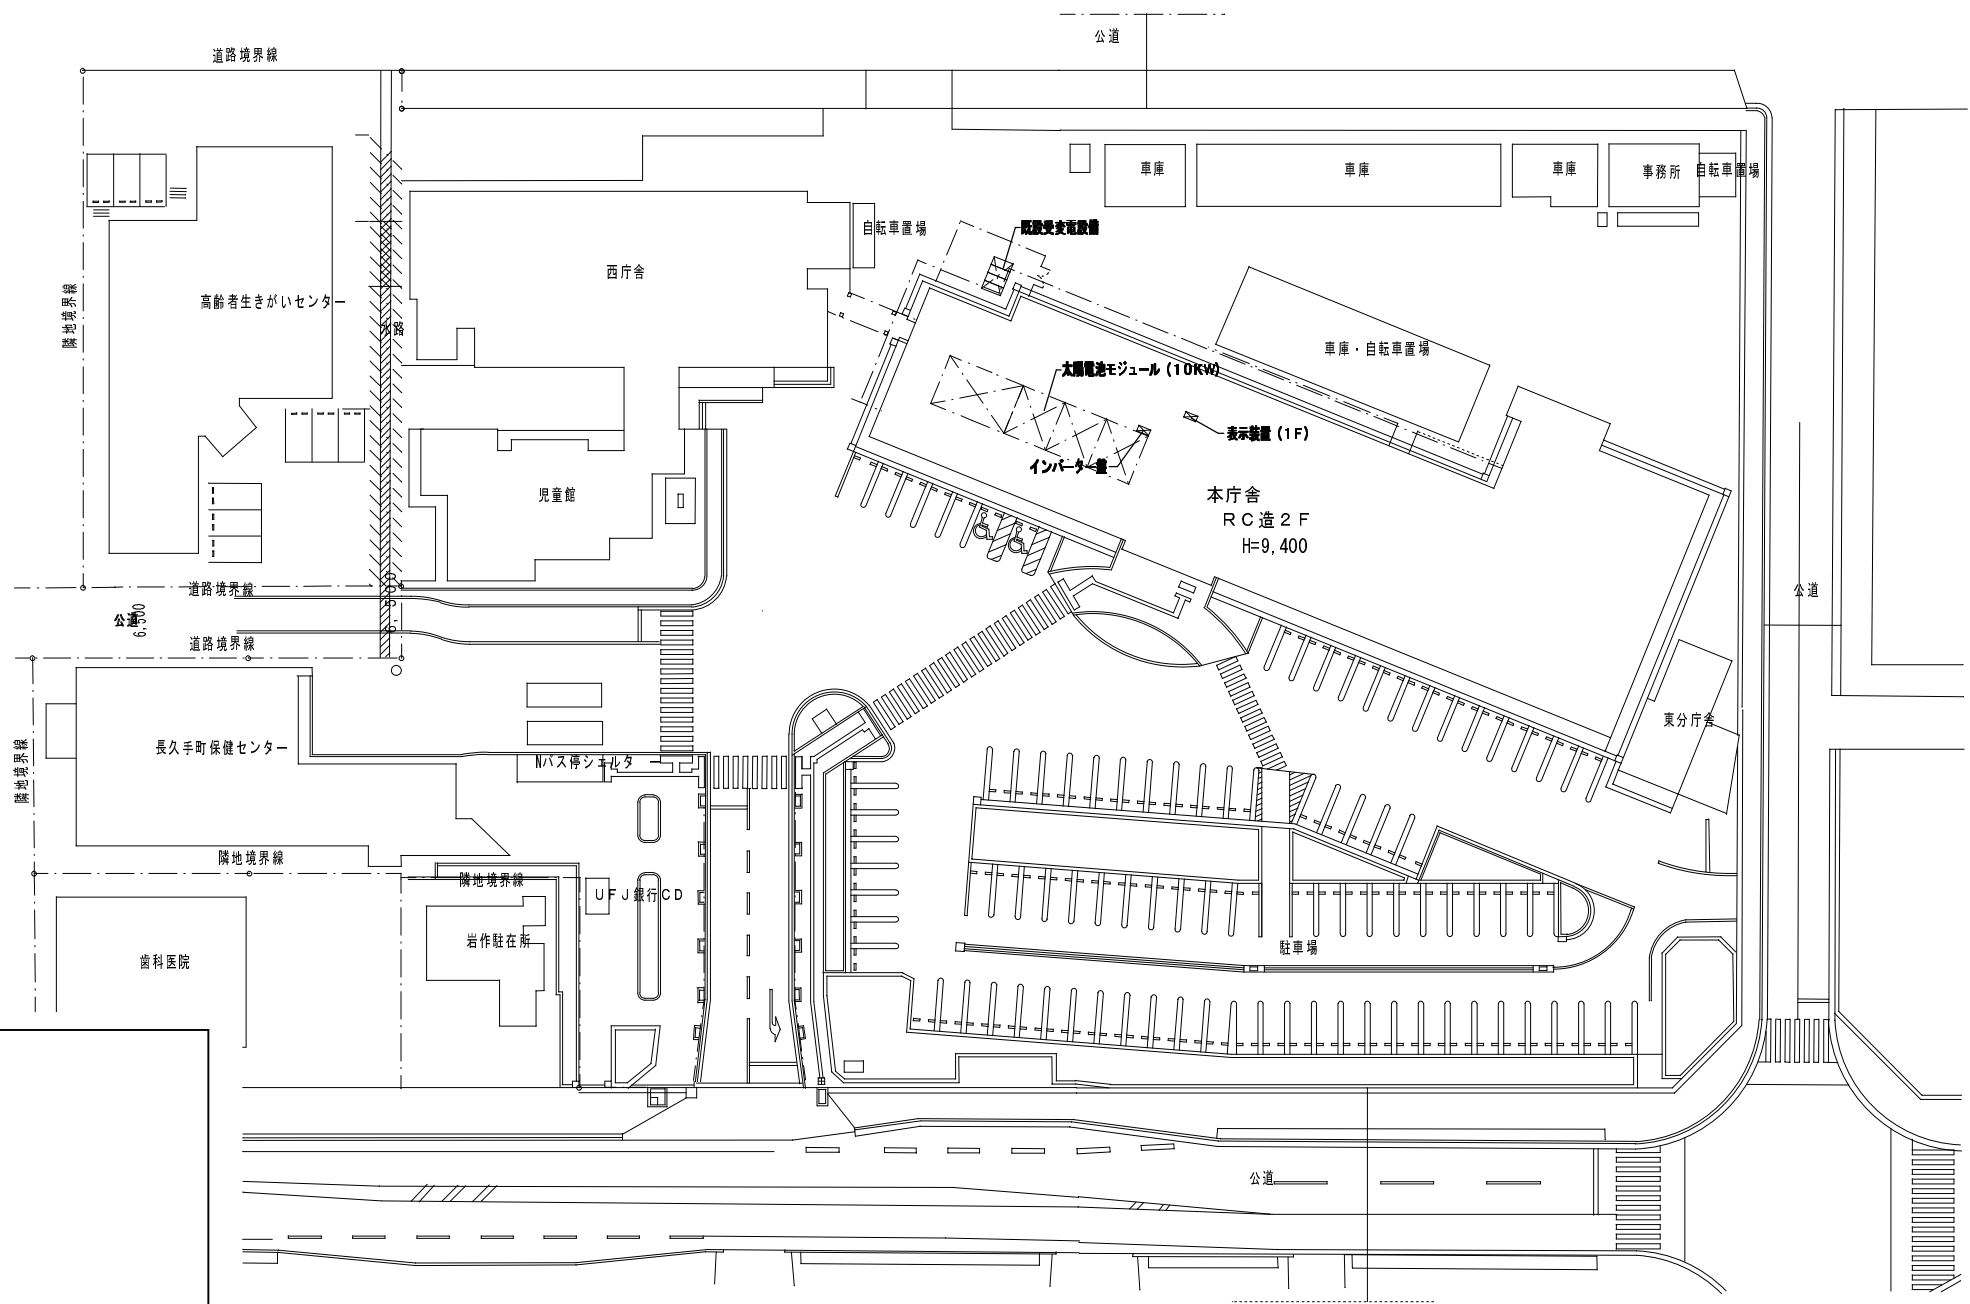 公道
道路境界線
車庫
車庫
車庫
事務所
自転車置場
自転車置場
既設受変電設備
西庁舎
隣地境界線
高齢者生きがいセンター
水路
車庫・自転車置場
太陽電池モジュール（10KW）
表示装置（1F）
インバーター盤
児童館
本庁舎
ＲＣ造２Ｆ
H=9,400
道路境界線
公道
6,500
6,500
公道
道路境界線
東分庁舎
隣地境界線
長久手町保健センター
Nバス停シェルター
隣地境界線
隣地境界線
ＵＦＪ銀行ＣＤ
岩作駐在所
駐車場
歯科医院
公道